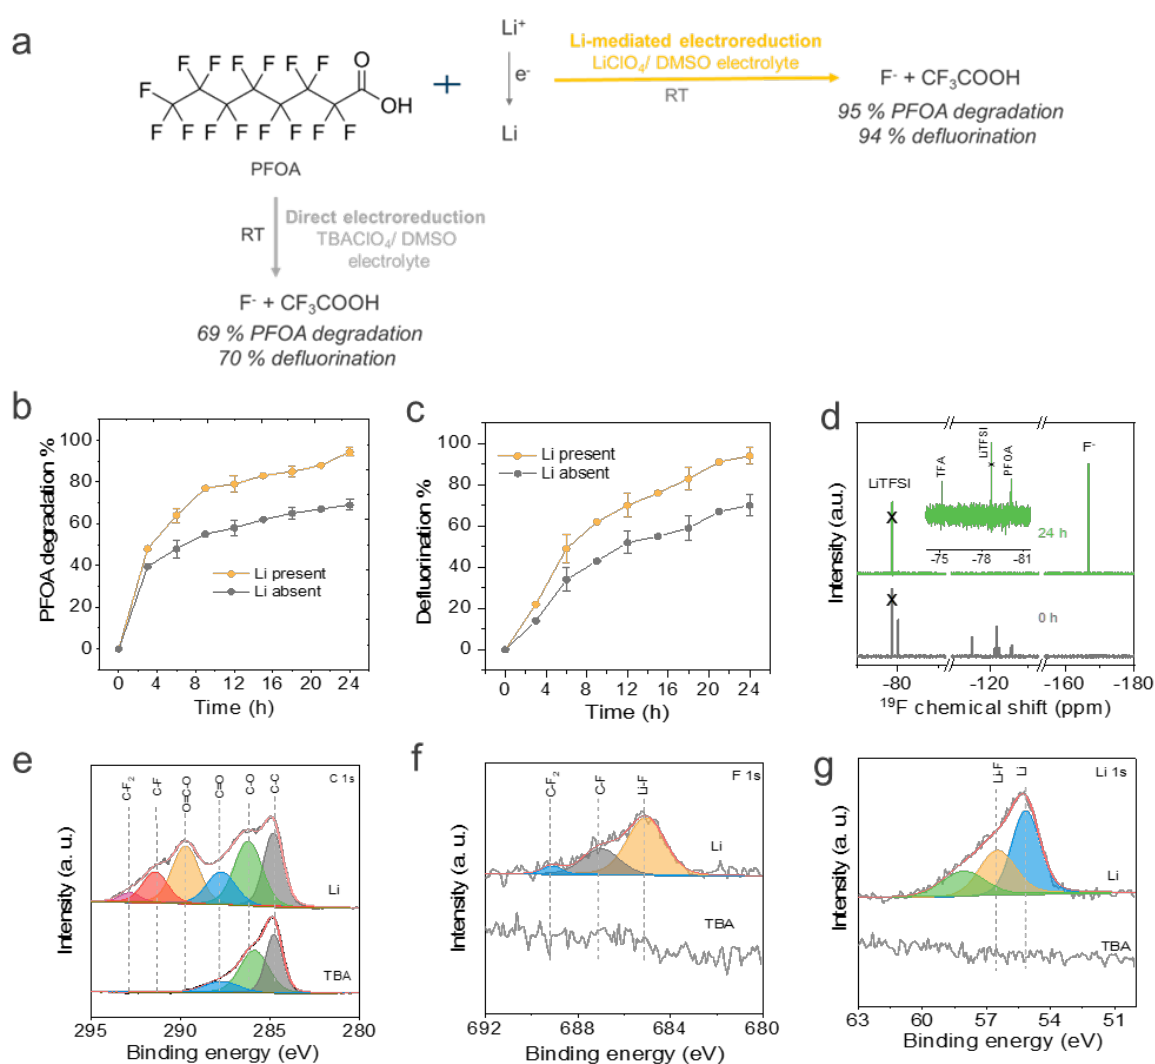 a
Li⁺
e⁻
Li
Li-mediated electroreduction
LiClO₄/ DMSO electrolyte
RT
F⁻ + CF₃COOH
95 % PFOA degradation
94 % defluorination
F F F F F F
F
O
OH
F F F F F F F F
PFOA
RT
Direct electroreduction
TBAClO₄/ DMSO
electrolyte
F⁻ + CF₃COOH
69 % PFOA degradation
70 % defluorination
b
PFOA degradation %
100
80
60
40
20
0
Li present
Li absent
0 4 8 12 16 20 24
Time (h)
c
Defluorination %
100
80
60
40
20
0
Li present
Li absent
0 4 8 12 16 20 24
Time (h)
d
Intensity (a.u.)
LiTFSI
X
TFA
LiTFSI
*
PFOA
F⁻
-75 -78 -81
24 h
X
0 h
-80 -120 -160 -180
¹⁹F chemical shift (ppm)
e
Intensity (a. u.)
C-F₂
C-F
O=C-O
C=O
C-O
C-C
C 1s
Li
TBA
295 290 285 280
Binding energy (eV)
f
Intensity (a. u.)
C-F₂
C-F
Li-F
F 1s
Li
TBA
692 688 684 680
Binding energy (eV)
g
Intensity (a. u.)
Li-F
Li
Li 1s
Li
TBA
63 60 57 54 51
Binding energy (eV)